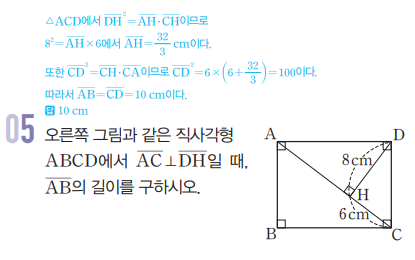 △ACD에서 DH²=AH·CH이므로
8²=AH×6에서 AH=32/3 cm이다.
또한 CD²=CH·CA이므로 CD²=6×(6+32/3)=100이다.
따라서 AB=CD=10 cm이다.
답 10 cm
05 오른쪽 그림과 같은 직사각형
ABCD에서 AC⊥DH일 때,
AB의 길이를 구하시오.
A
D
8cm
H
6cm
B
C